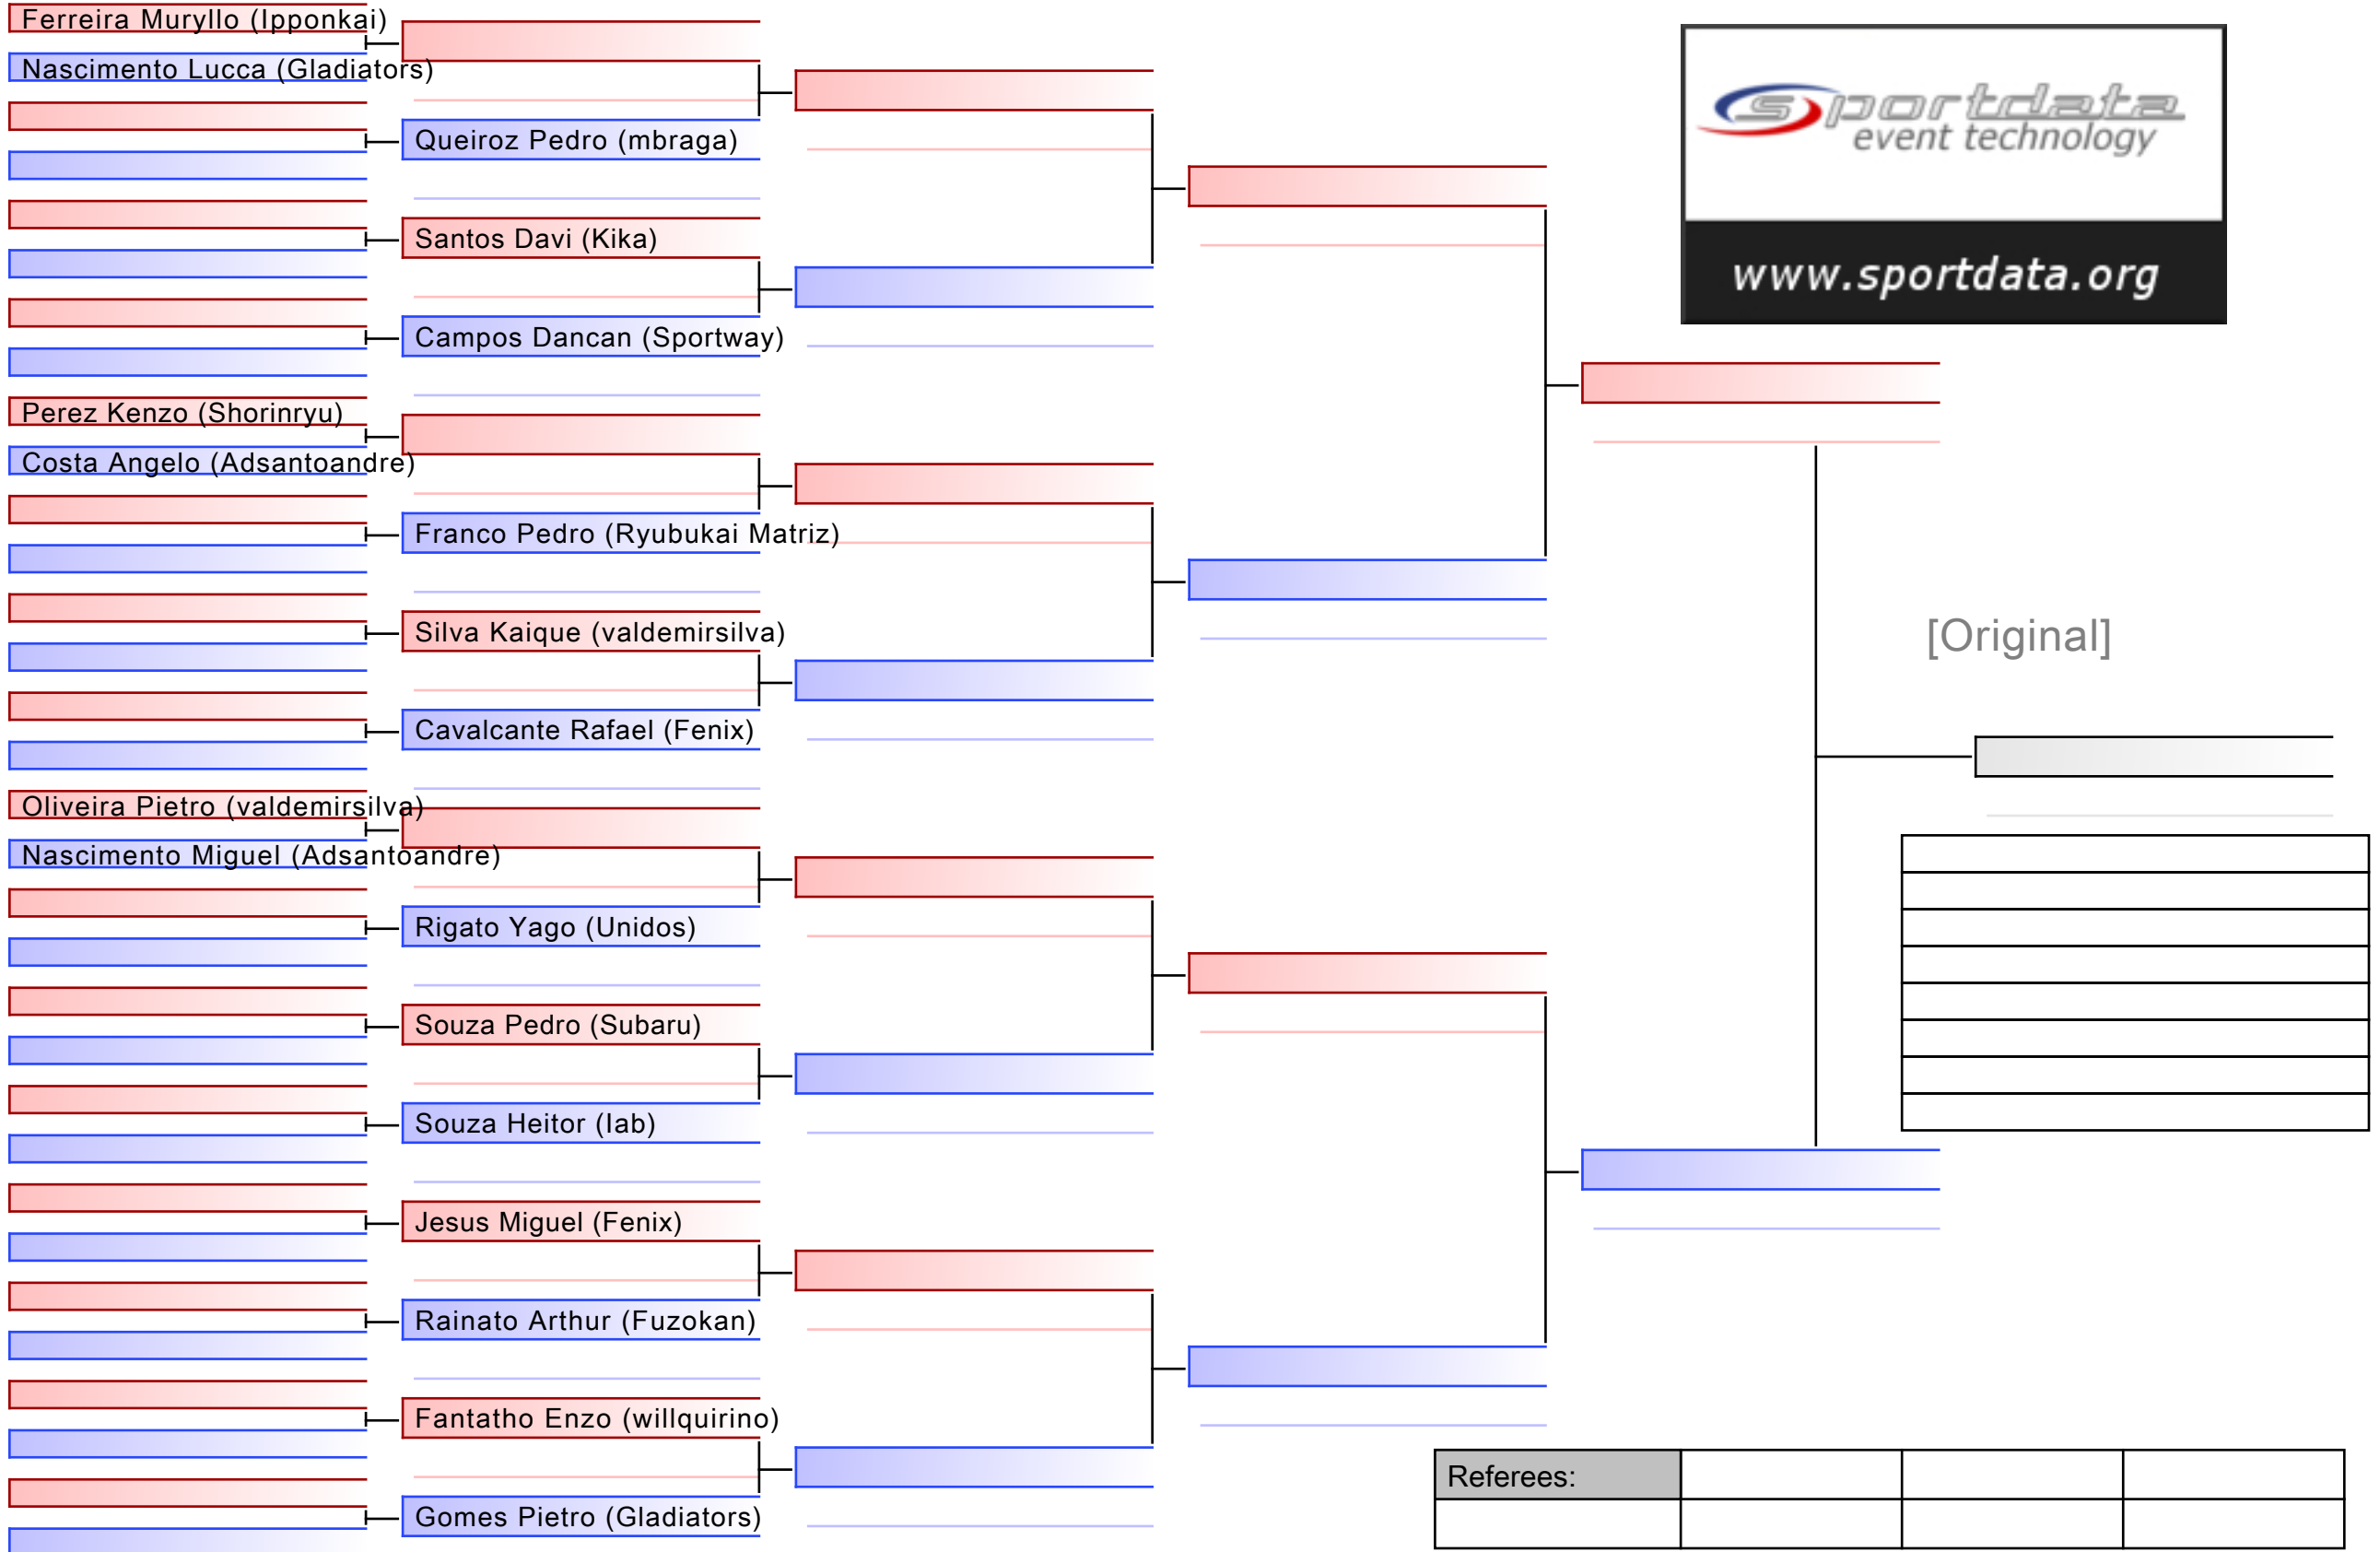 Ferreira Muryllo (Ipponkai)
Nascimento Lucca (Gladiators)
Queiroz Pedro (mbraga)
Santos Davi (Kika)
Campos Dancan (Sportway)
Perez Kenzo (Shorinryu)
Costa Angelo (Adsantoandre)
Franco Pedro (Ryubukai Matriz)
Silva Kaique (valdemirsilva)
Cavalcante Rafael (Fenix)
Oliveira Pietro (valdemirsilva)
Nascimento Miguel (Adsantoandre)
Rigato Yago (Unidos)
Souza Pedro (Subaru)
Souza Heitor (Iab)
Jesus Miguel (Fenix)
Rainato Arthur (Fuzokan)
Fantatho Enzo (willquirino)
Gomes Pietro (Gladiators)
sportdata
event technology
www.sportdata.org
[Original]
Referees: